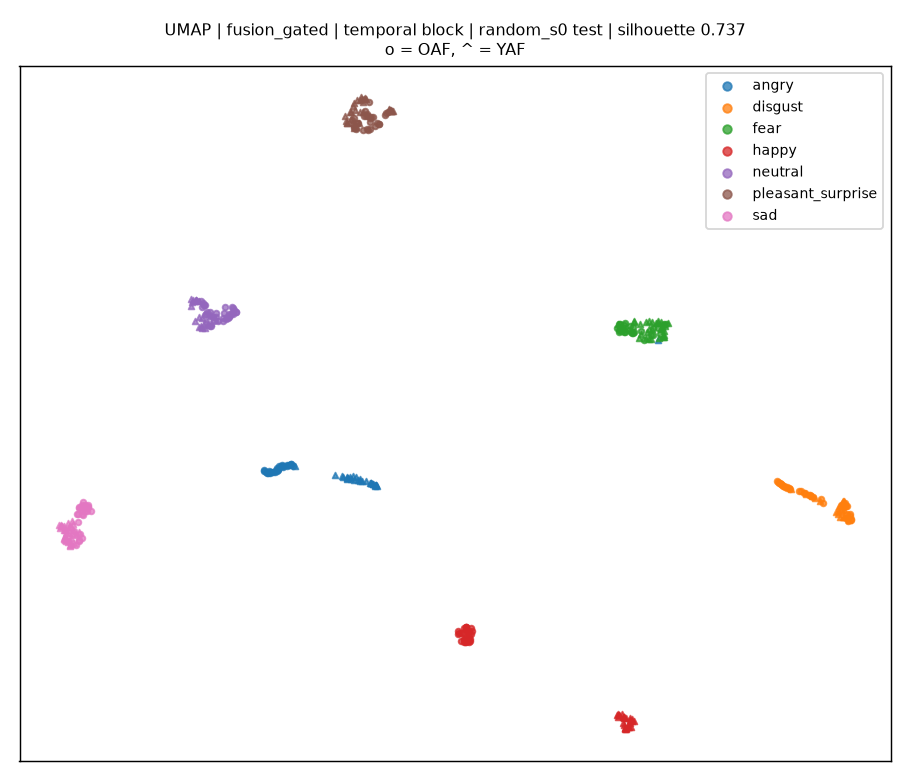 UMAP | fusion_gated | temporal block | random_s0 test | silhouette 0.737
o = OAF, ^ = YAF
angry
disgust
fear
happy
neutral
pleasant_surprise
sad